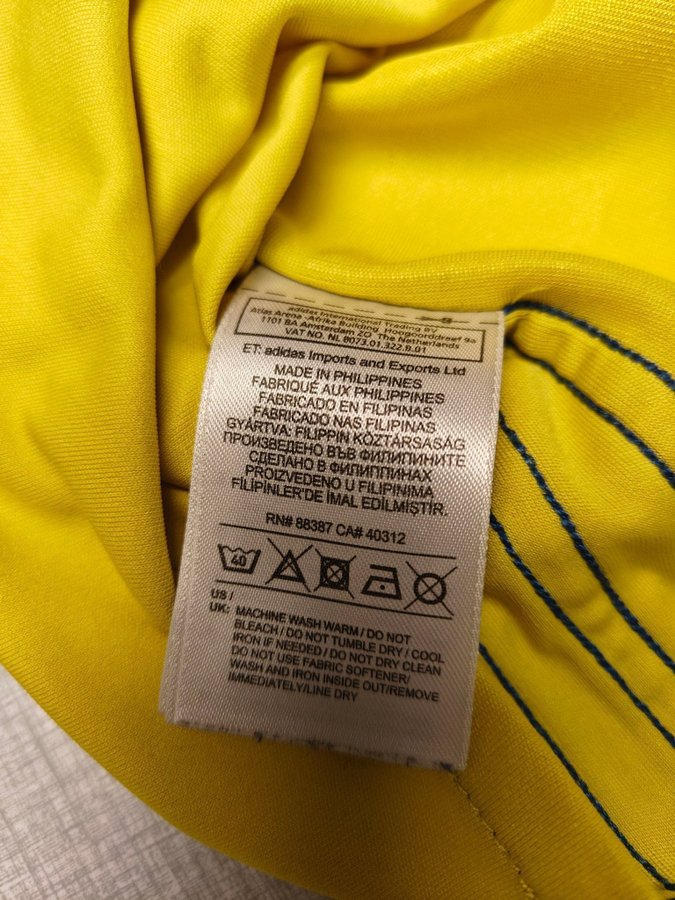 adidas International Trading BV
Atlas Arena - Afrika Building, Hoogoorddreef 9a
1101 BA Amsterdam ZO The Netherlands
VAT NO. NL 8073.01.322.B.01
ET: adidas Imports and Exports Ltd
MADE IN PHILIPPINES
FABRIQUÉ AUX PHILIPPINES
FABRICADO EN FILIPINAS
FABRICADO NAS FILIPINAS
GYÁRTVA: FILIPPIN KÖZTÁRSASÁG
ПРОИЗВЕДЕНО ВЪВ ФИЛИПИНИТЕ
СДЕЛАНО В ФИЛИППИНАХ
PROIZVEDENO U FILIPINIMA
FİLİPİNLER'DE İMAL EDİLMİŞTİR.
RN# 88387 CA# 40312
40
US /
UK: MACHINE WASH WARM / DO NOT
BLEACH / DO NOT TUMBLE DRY / COOL
IRON IF NEEDED / DO NOT DRY CLEAN
DO NOT USE FABRIC SOFTENER/
WASH AND IRON INSIDE OUT/REMOVE
IMMEDIATELY/LINE DRY